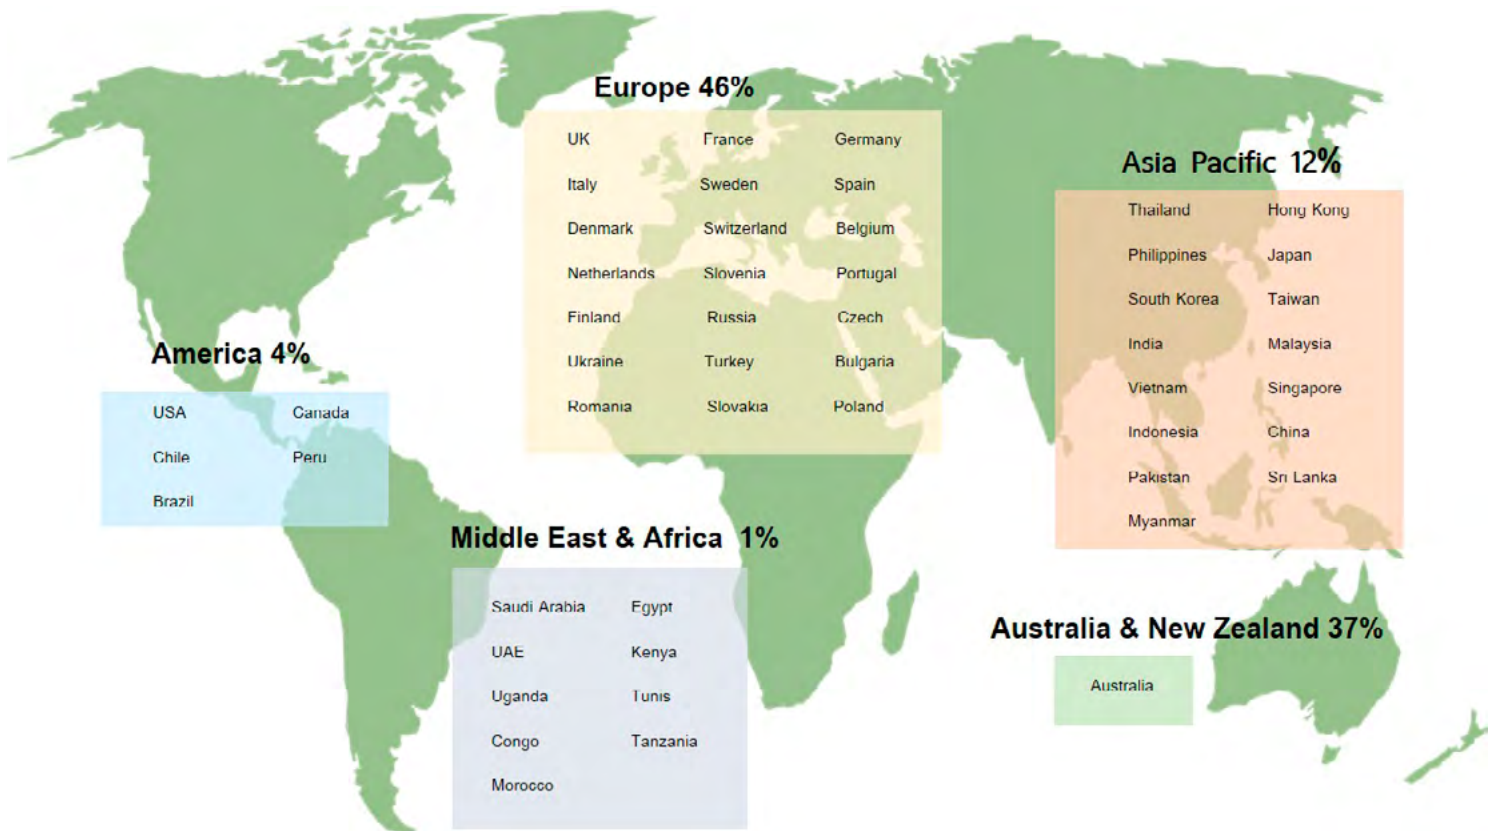 Europe 46%
UK France Germany
Italy Sweden Spain
Denmark Switzerland Belgium
Netherlands Slovenia Portugal
Finland Russia Czech
Ukraine Turkey Bulgaria
Romania Slovakia Poland
Asia Pacific 12%
Thailand Hong Kong
Philippines Japan
South Korea Taiwan
India Malaysia
Vietnam Singapore
Indonesia China
Pakistan Sri Lanka
Myanmar
America 4%
USA Canada
Chile Peru
Brazil
Middle East & Africa 1%
Saudi Arabia Egypt
UAE Kenya
Uganda Tunis
Congo Tanzania
Morocco
Australia & New Zealand 37%
Australia